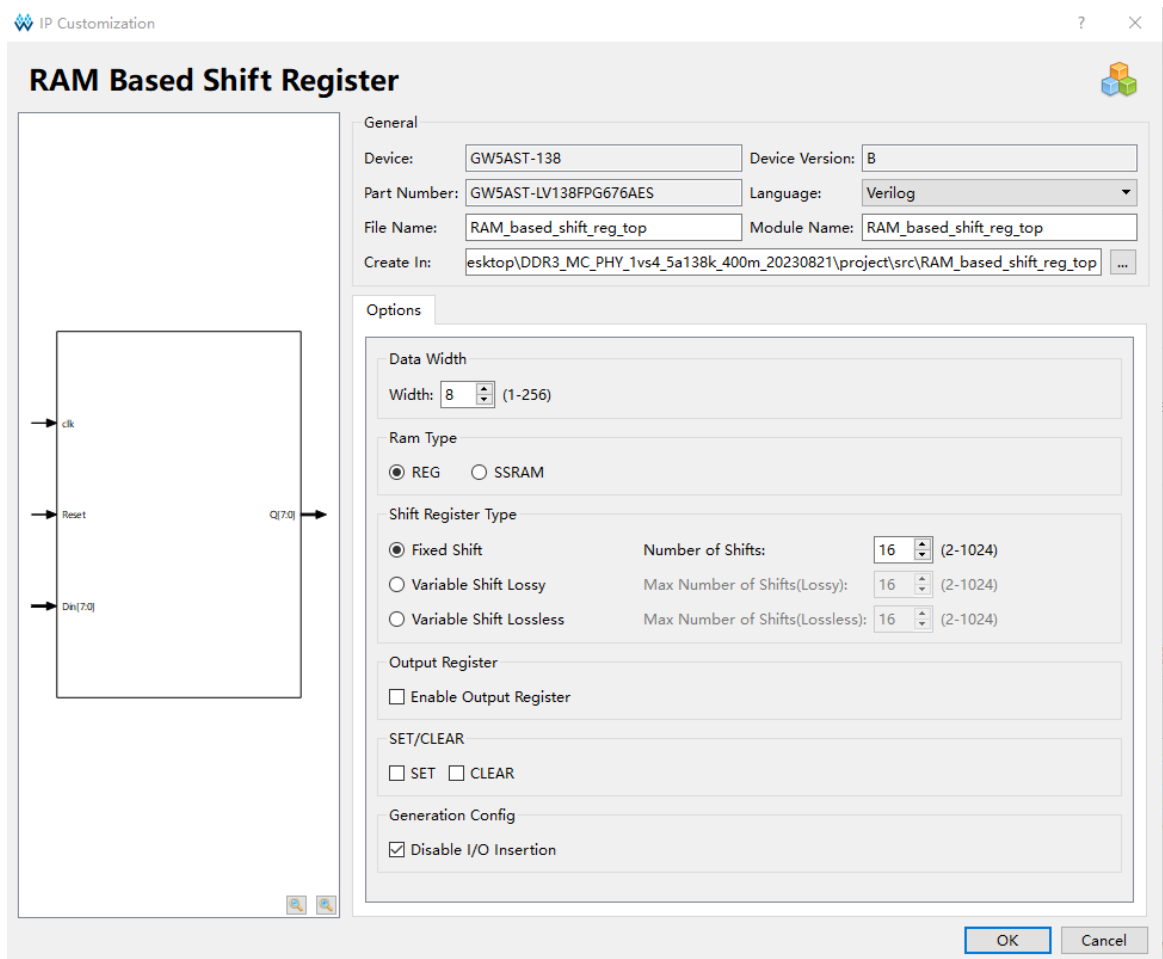 IP Customization
RAM Based Shift Register
General
Device: GW5AST-138 Device Version: B
Part Number: GW5AST-LV138FPG676AES Language: Verilog
File Name: RAM_based_shift_reg_top Module Name: RAM_based_shift_reg_top
Create In: esktop\DDR3_MC_PHY_1vs4_5a138k_400m_20230821\project\src\RAM_based_shift_reg_top ...
Options
Data Width
Width: 8 (1-256)
Ram Type
REG SSRAM
Shift Register Type
Fixed Shift Number of Shifts: 16 (2-1024)
Variable Shift Lossy Max Number of Shifts(Lossy): 16 (2-1024)
Variable Shift Lossless Max Number of Shifts(Lossless): 16 (2-1024)
Output Register
Enable Output Register
SET/CLEAR
SET CLEAR
Generation Config
Disable I/O Insertion
clk
Reset Q[7:0]
Din[7:0]
OK Cancel